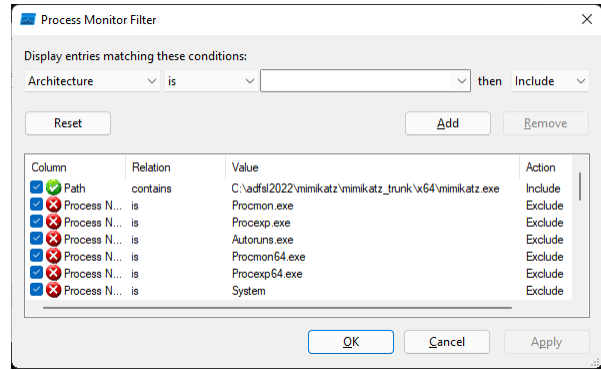 Process Monitor Filter
Display entries matching these conditions:
Architecture is then Include
Reset Add Remove
Column Relation Value Action
Path contains C:\adfsl2022\mimikatz\mimikatz_trunk\x64\mimikatz.exe Include
Process N... is Procmon.exe Exclude
Process N... is Procexp.exe Exclude
Process N... is Autoruns.exe Exclude
Process N... is Procmon64.exe Exclude
Process N... is Procexp64.exe Exclude
Process N... is System Exclude
OK Cancel Apply